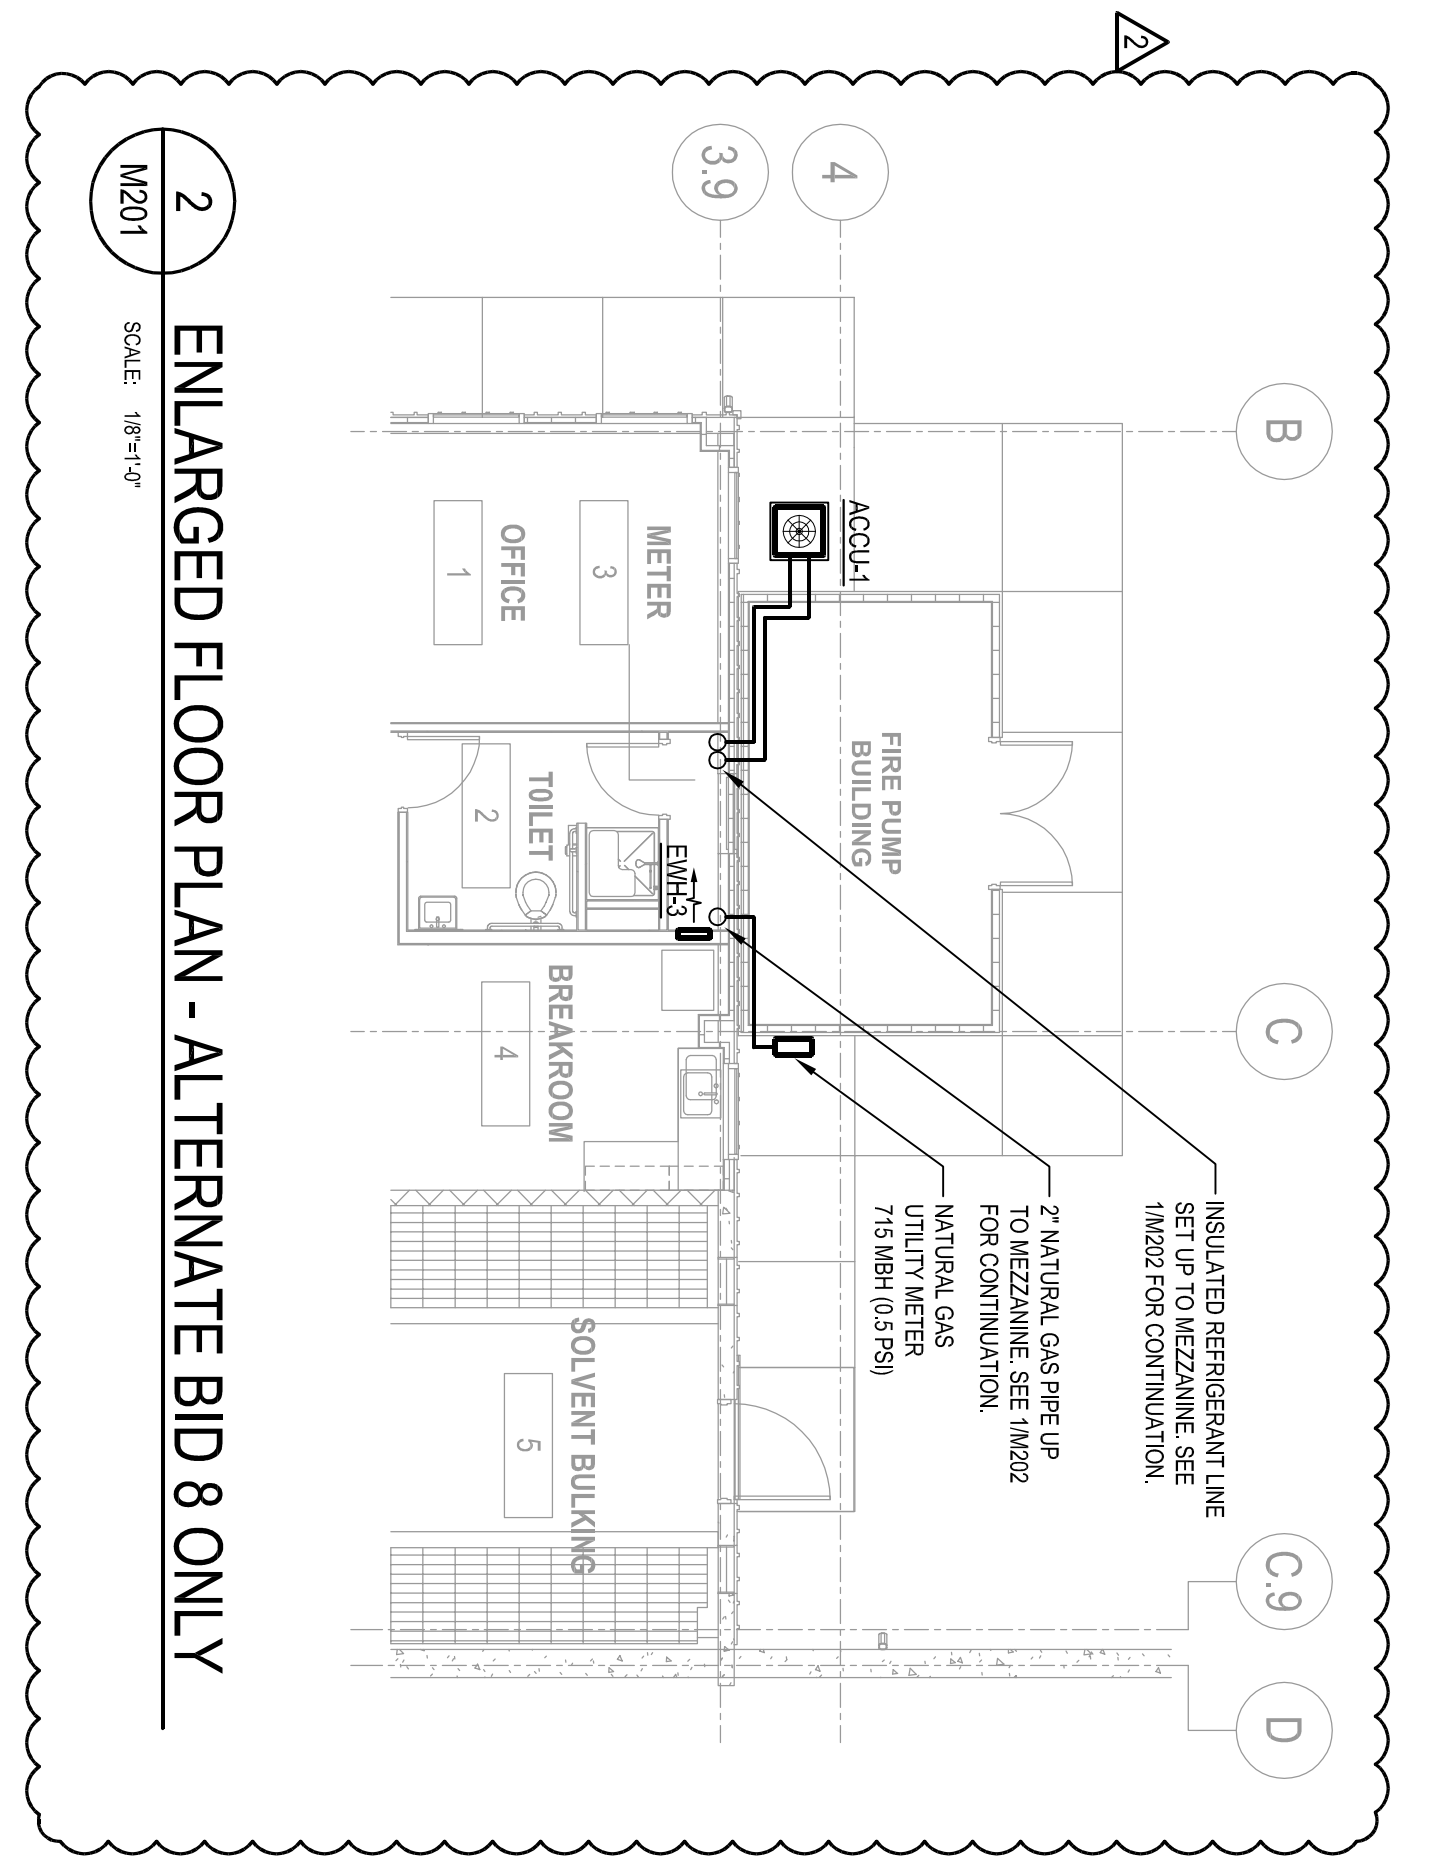 2
B
C
C.9
D
4
3.9
ACCU-1
INSULATED REFRIGERANT LINE
SET UP TO MEZZANINE. SEE
1/M202 FOR CONTINUATION.
2" NATURAL GAS PIPE UP
TO MEZZANINE. SEE 1/M202
FOR CONTINUATION.
NATURAL GAS
UTILITY METER
715 MBH (0.5 PSI)
FIRE PUMP
BUILDING
METER
3
OFFICE
1
TOILET
2
EWH-3
BREAKROOM
4
SOLVENT BULKING
5
2
M201
ENLARGED FLOOR PLAN - ALTERNATE BID 8 ONLY
SCALE: 1/8"=1'-0"